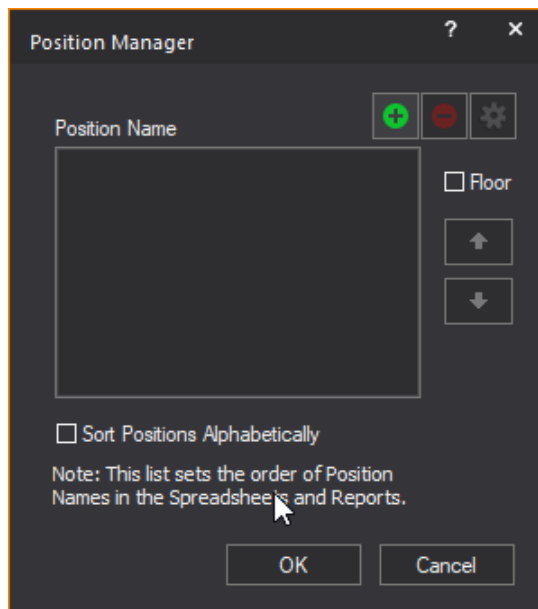 Position Manager
?
×
Position Name
Floor
Sort Positions Alphabetically
Note: This list sets the order of Position
Names in the Spreadsheets and Reports.
OK
Cancel